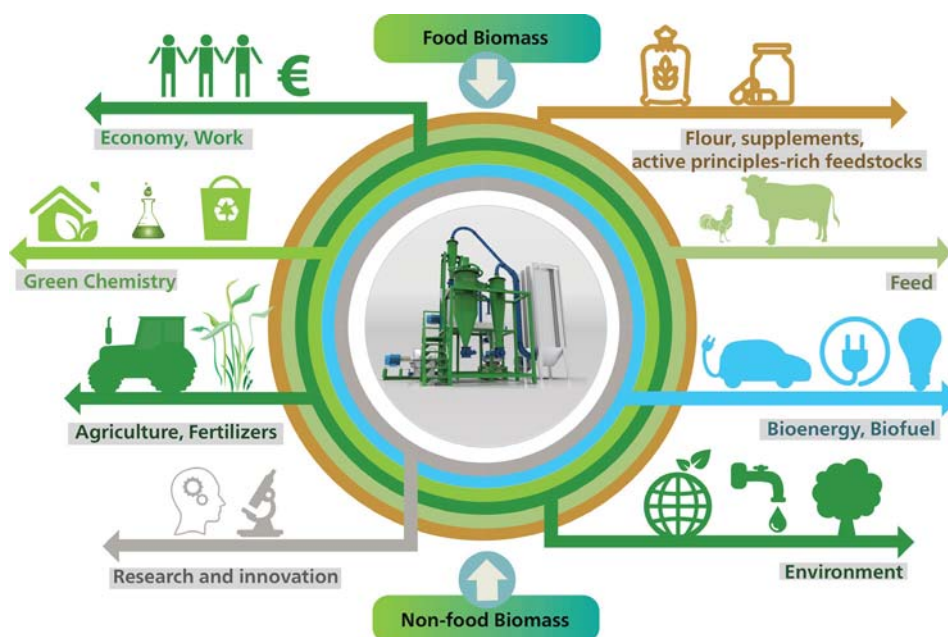 Food Biomass
€
Economy, Work
Flour, supplements,
active principles-rich feedstocks
Green Chemistry
Feed
Agriculture, Fertilizers
Bioenergy, Biofuel
Research and innovation
Environment
Non-food Biomass